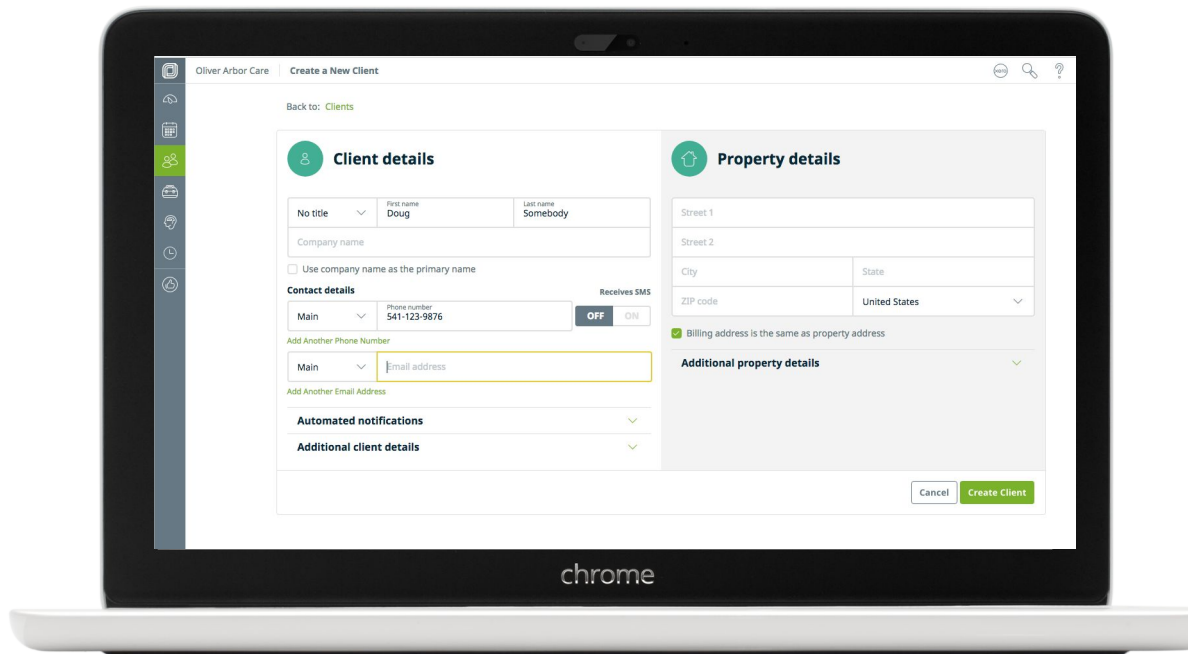 Oliver Arbor Care Create a New Client xero
Back to: Clients
Client details
No title First name Last name
Doug Somebody
Company name
Use company name as the primary name
Contact details Receives SMS
Main Phone number
541-123-9876 OFF ON
Add Another Phone Number
Main Email address
Add Another Email Address
Automated notifications
Additional client details
Property details
Street 1
Street 2
City State
ZIP code United States
Billing address is the same as property address
Additional property details
Cancel Create Client
chrome